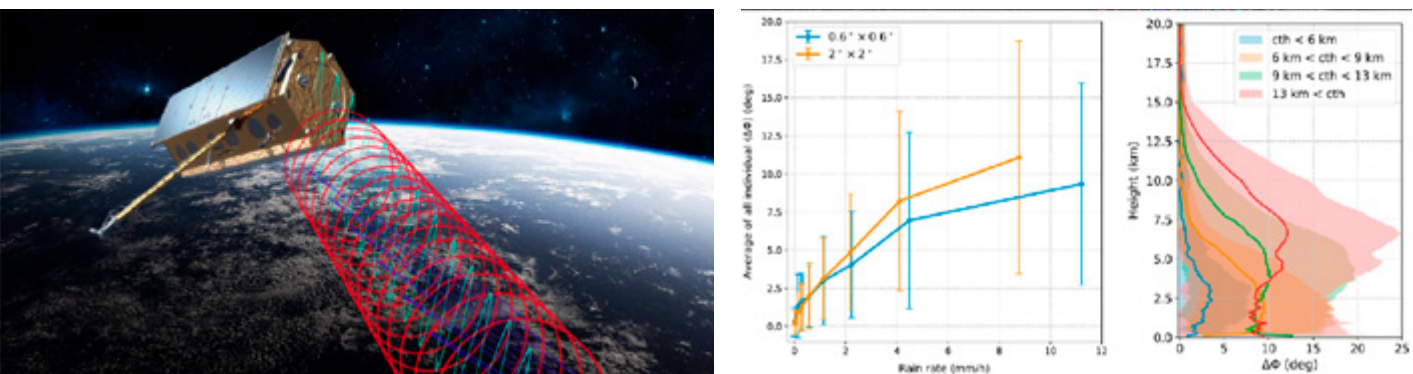 20.0
17.5
15.0
12.5
10.0
7.5
5.0
2.5
0.0
Average of all individual ⟨ΔΦ⟩ (deg)
0.6° × 0.6°
2° × 2°
0 2 4 6 8 10 12
Rain rate (mm/h)
20.0
17.5
15.0
12.5
10.0
7.5
5.0
2.5
0.0
Height (km)
cth < 6 km
6 km < cth < 9 km
9 km < cth < 13 km
13 km < cth
0 5 10 15 20 25
ΔΦ (deg)